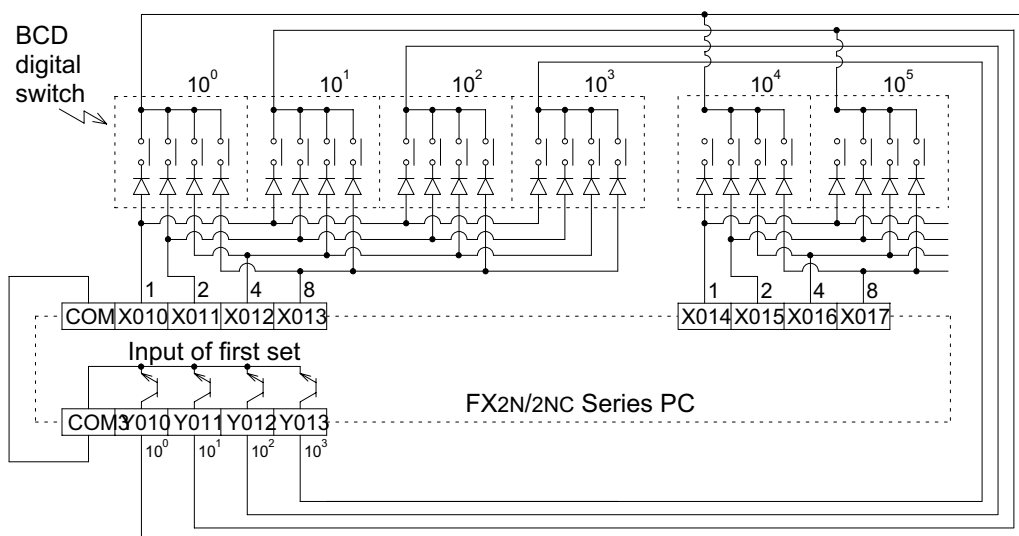 BCD
digital
switch
10⁰ 10¹ 10² 10³ 10⁴ 10⁵
1 2 4 8 1 2 4 8
COM X010 X011 X012 X013 X014 X015 X016 X017
Input of first set
FX2N/2NC Series PC
COM3 Y010 Y011 Y012 Y013
10⁰ 10¹ 10² 10³